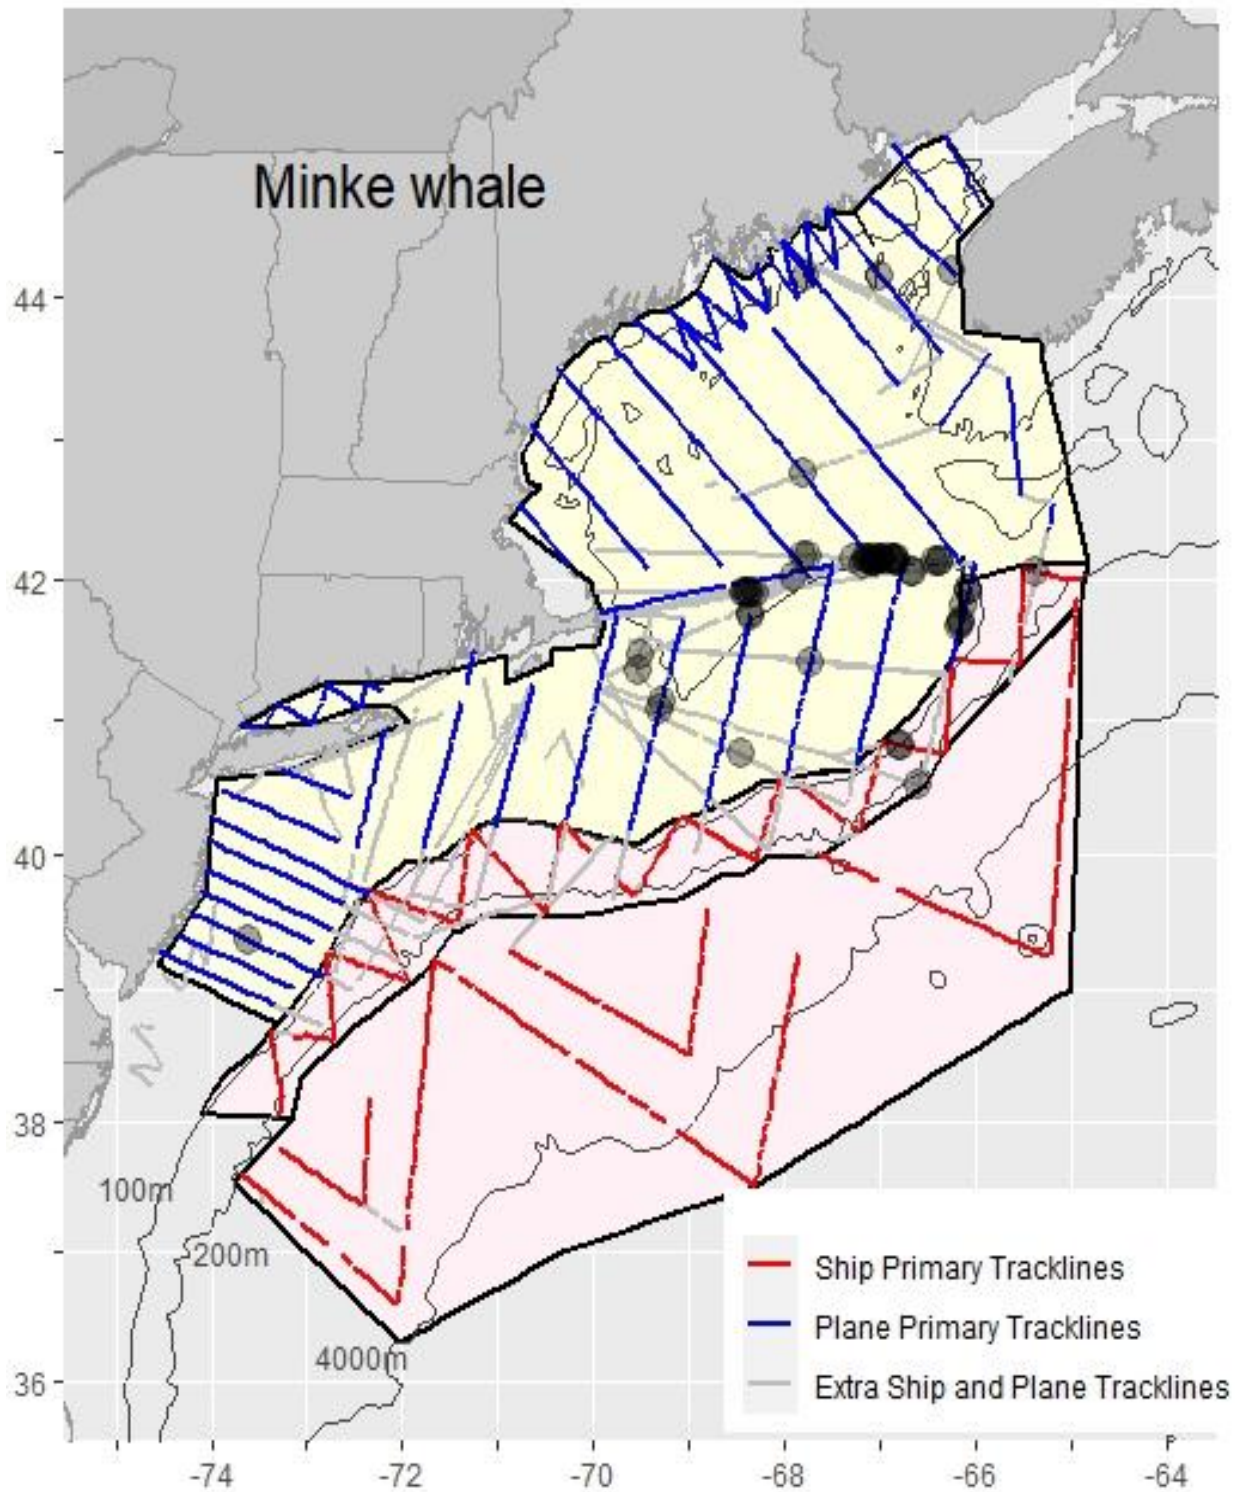 Minke whale
44
42
40
38
36
100m
200m
4000m
Ship Primary Tracklines
Plane Primary Tracklines
Extra Ship and Plane Tracklines
-74 -72 -70 -68 -66 -64